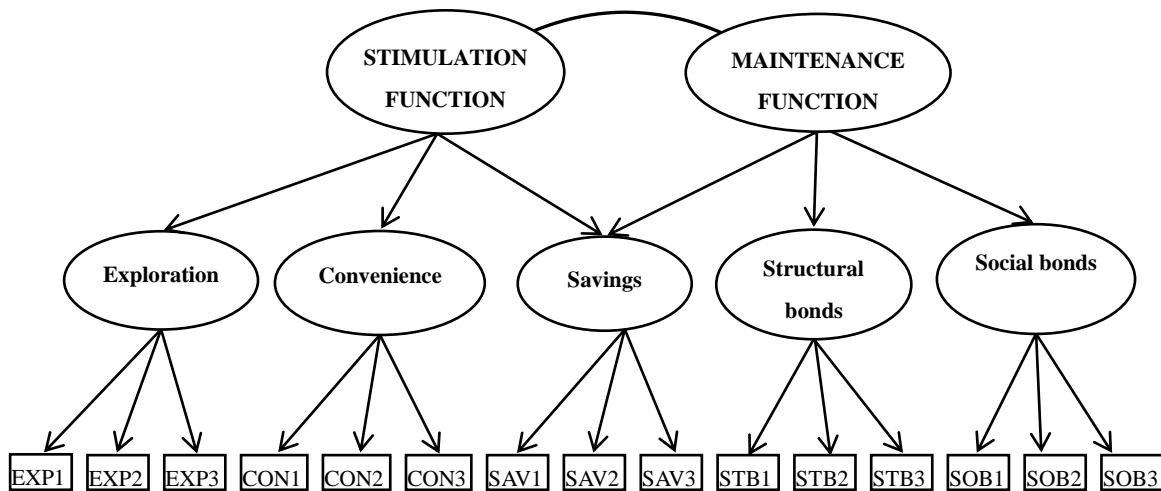 STIMULATION
FUNCTION
MAINTENANCE
FUNCTION
Exploration
Convenience
Savings
Structural
bonds
Social bonds
EXP1
EXP2
EXP3
CON1
CON2
CON3
SAV1
SAV2
SAV3
STB1
STB2
STB3
SOB1
SOB2
SOB3